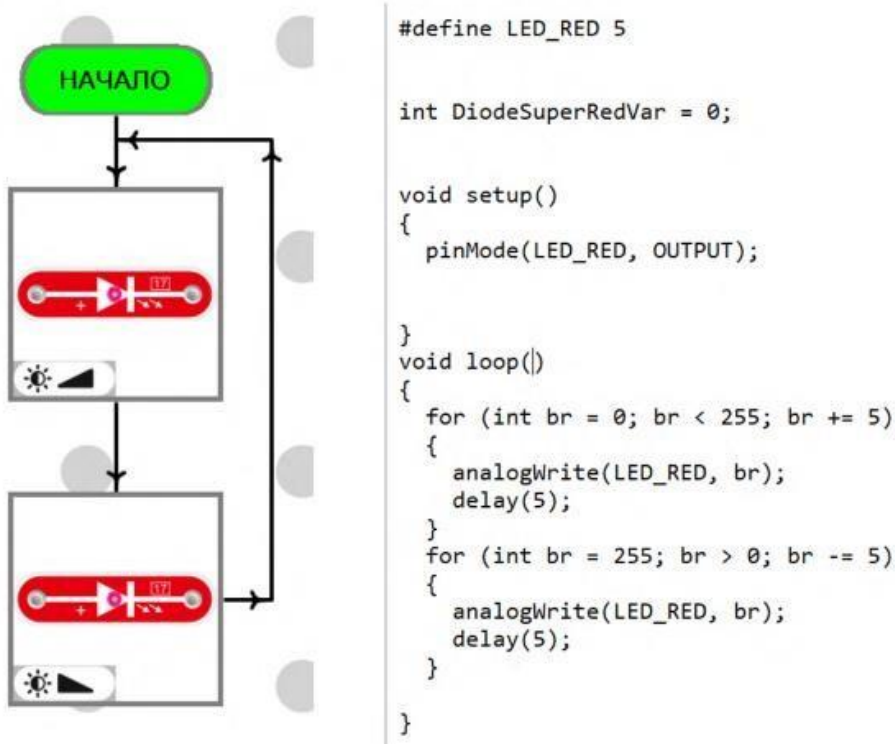 НАЧАЛО
17
+
17
+
#define LED_RED 5
int DiodeSuperRedVar = 0;
void setup()
{
pinMode(LED_RED, OUTPUT);
}
void loop()
{
for (int br = 0; br < 255; br += 5)
{
analogWrite(LED_RED, br);
delay(5);
}
for (int br = 255; br > 0; br -= 5)
{
analogWrite(LED_RED, br);
delay(5);
}
}